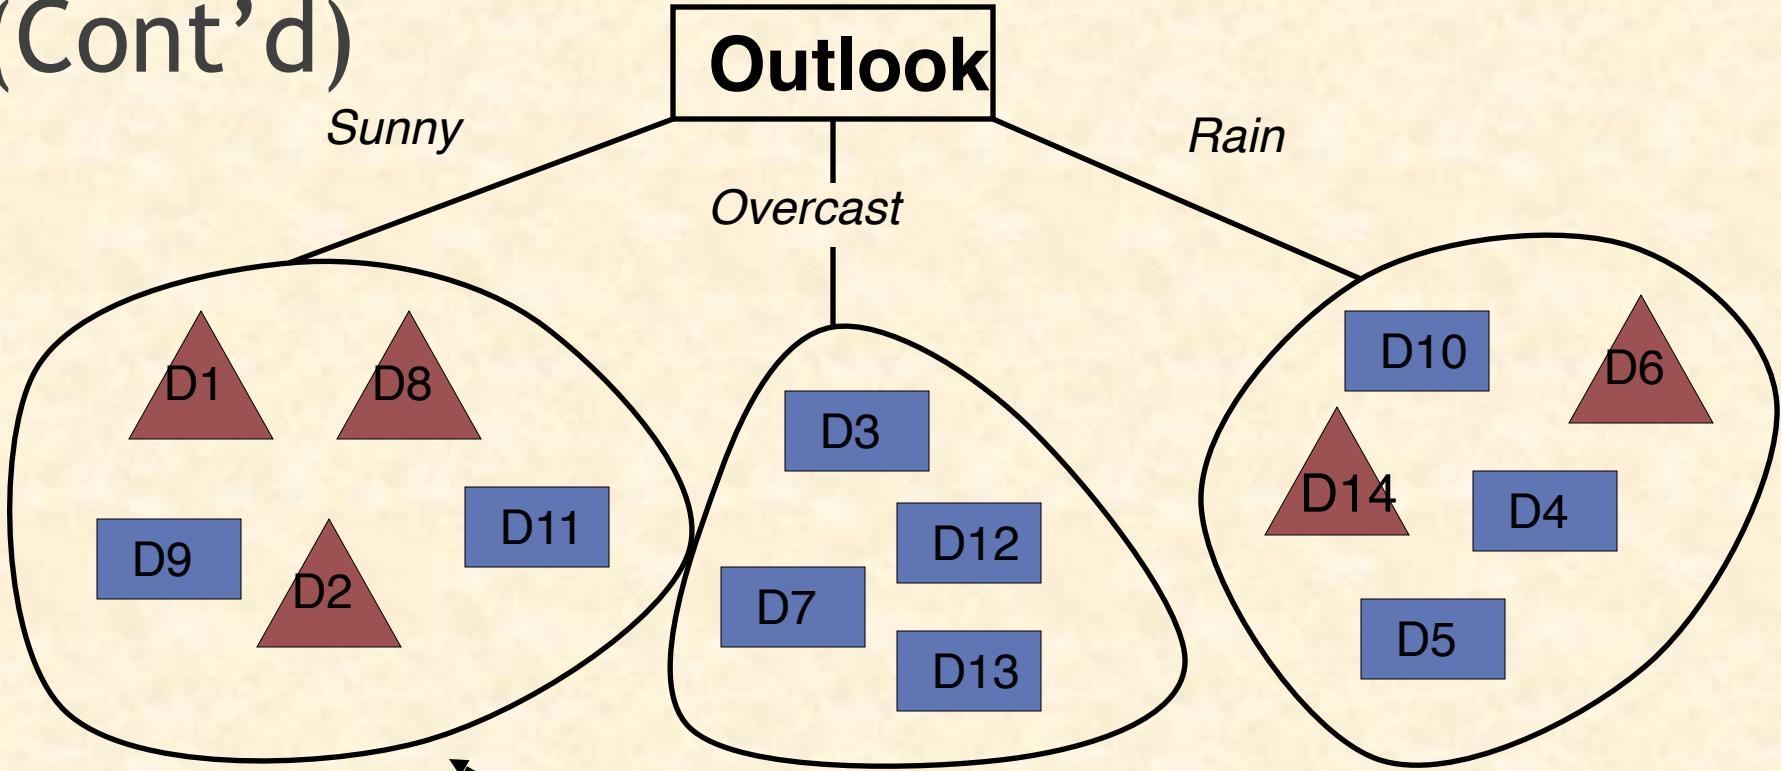 (Cont’d)
Outlook
Sunny
Rain
Overcast
D1
D8
D9
D2
D11
D3
D12
D7
D13
D10
D6
D14
D4
D5